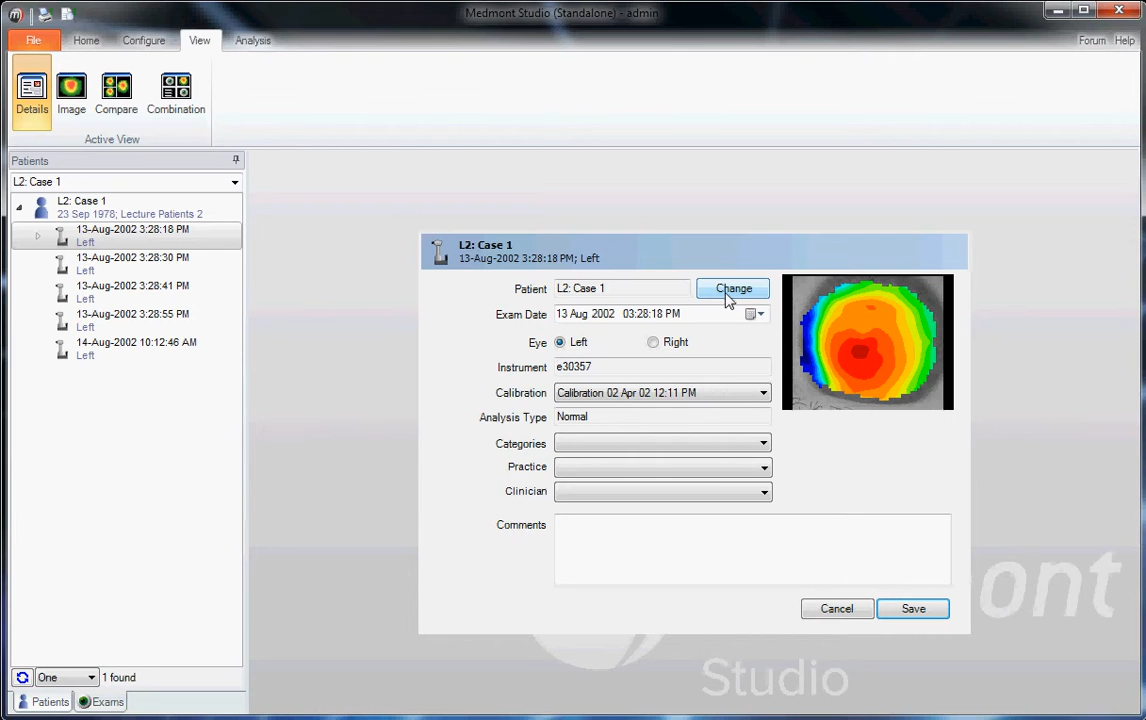 Medmont Studio (Standalone) - admin
File Home Configure View Analysis Forum Help
Details Image Compare Combination
Active View
Patients
L2: Case 1
L2: Case 1
23 Sep 1978; Lecture Patients 2
13-Aug-2002 3:28:18 PM
Left
13-Aug-2002 3:28:30 PM
Left
13-Aug-2002 3:28:41 PM
Left
13-Aug-2002 3:28:55 PM
Left
14-Aug-2002 10:12:46 AM
Left
L2: Case 1
13-Aug-2002 3:28:18 PM; Left
Patient L2: Case 1 Change
Exam Date 13 Aug 2002 03:28:18 PM
Eye Left Right
Instrument e30357
Calibration Calibration 02 Apr 02 12:11 PM
Analysis Type Normal
Categories
Practice
Clinician
Comments
Cancel Save
ont
Studio
One 1 found
Patients Exams